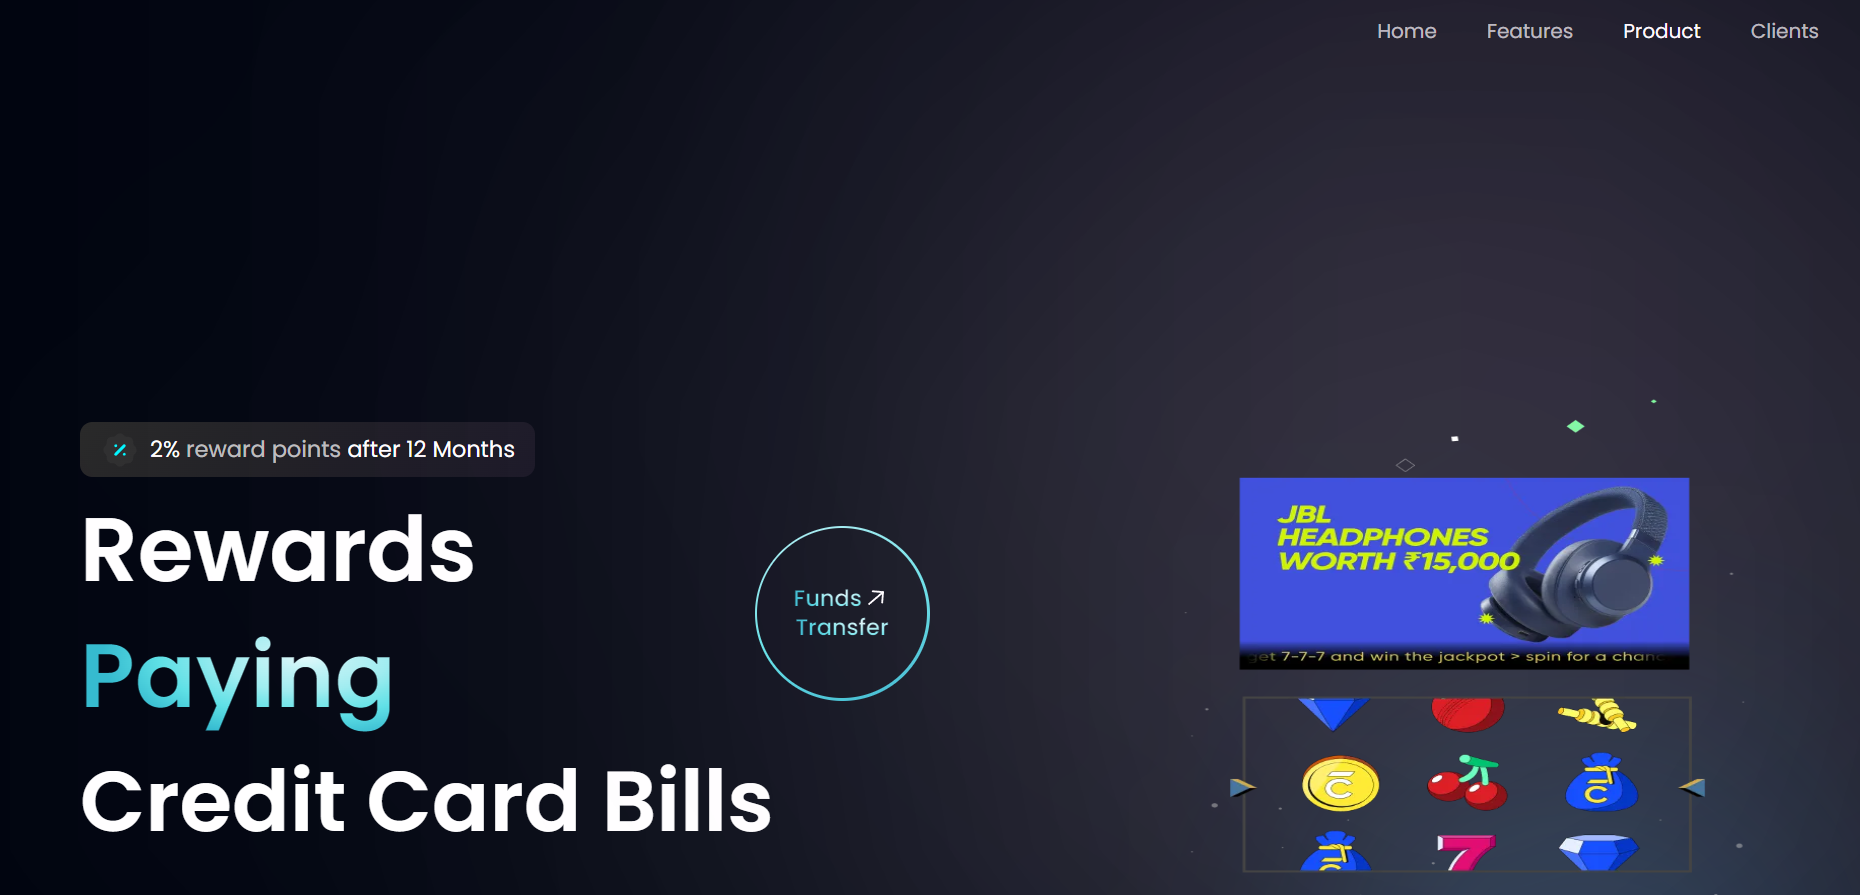 Home Features Product Clients
2% reward points after 12 Months
Rewards
Paying
Credit Card Bills
Funds
Transfer
JBL
HEADPHONES
WORTH ₹15,000
get 7-7-7 and win the jackpot > spin for a chanc
7